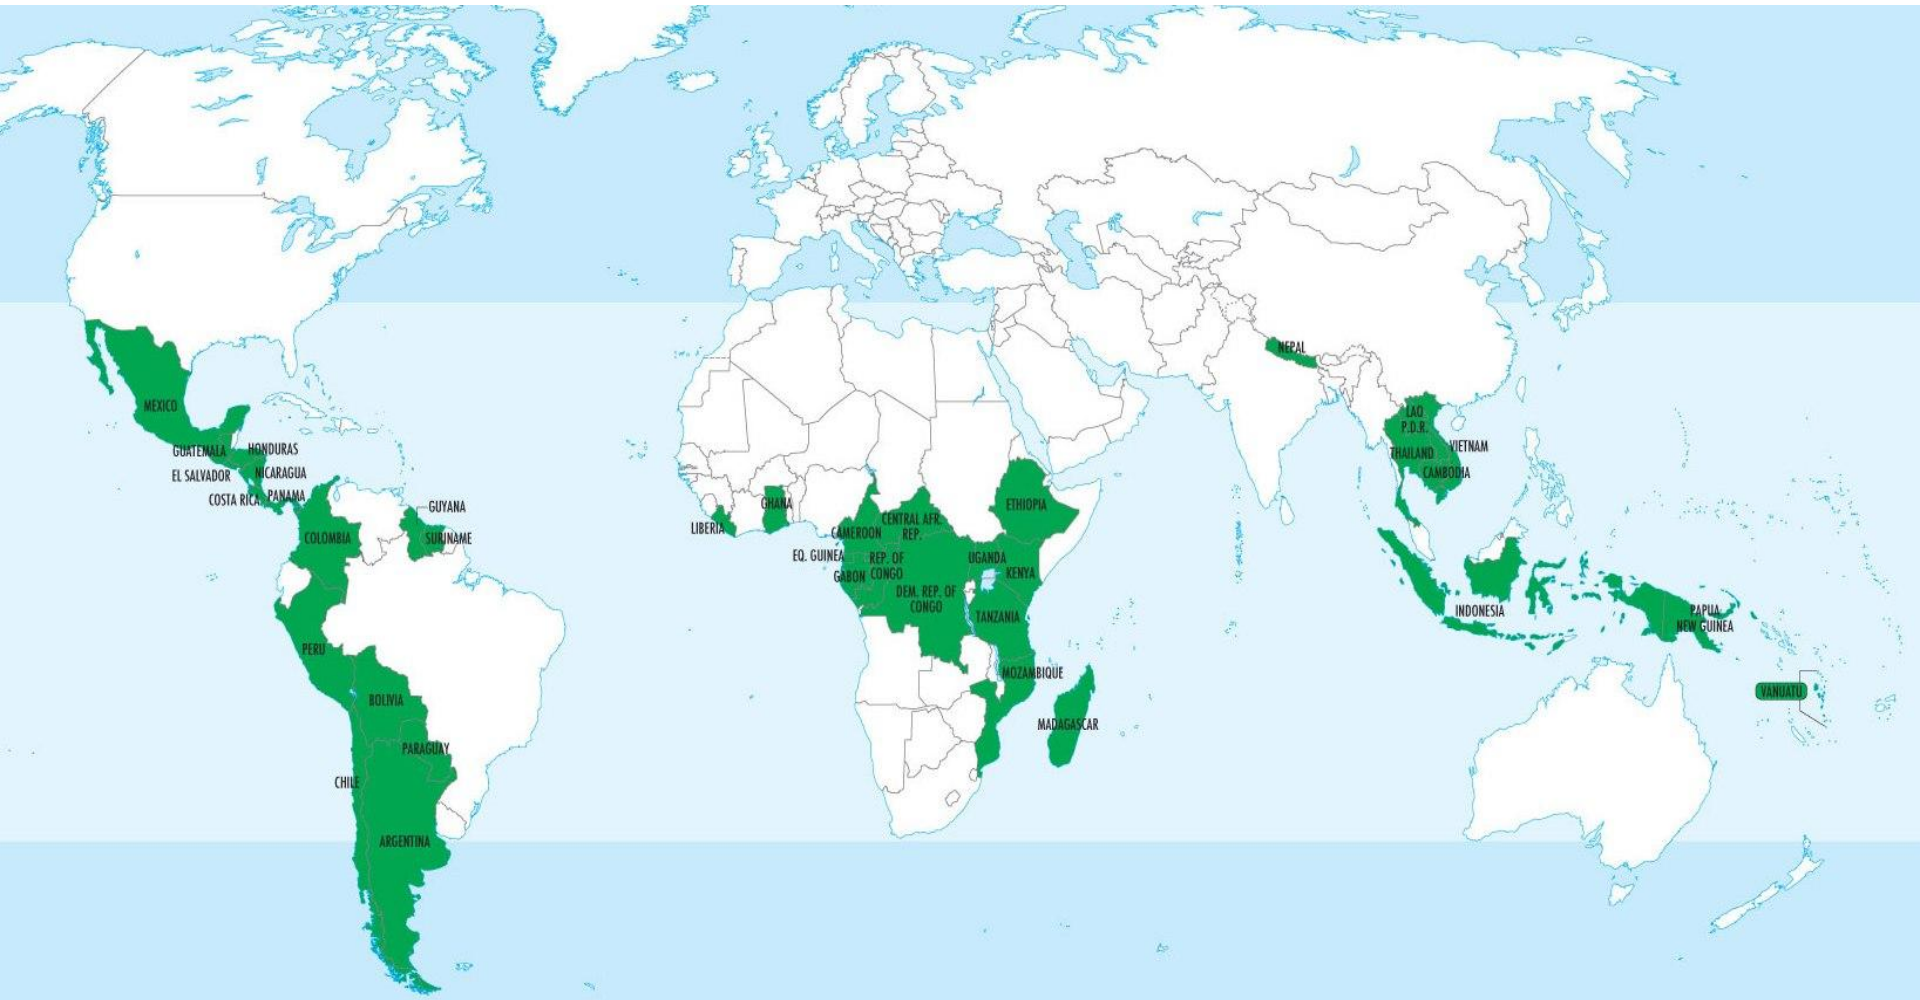 MEXICO
GUATEMALA
HONDURAS
EL SALVADOR
NICARAGUA
COSTA RICA
PANAMA
COLOMBIA
GUYANA
SURINAME
PERU
BOLIVIA
PARAGUAY
CHILE
ARGENTINA
LIBERIA
GHANA
CAMEROON
CENTRAL AFR.
REP.
EQ. GUINEA
GABON
REP. OF
CONGO
DEM. REP. OF
CONGO
ETHIOPIA
UGANDA
KENYA
TANZANIA
MOZAMBIQUE
MADAGASCAR
NEPAL
LAO
P.D.R.
THAILAND
VIETNAM
CAMBODIA
INDONESIA
PAPUA
NEW GUINEA
VANUATU